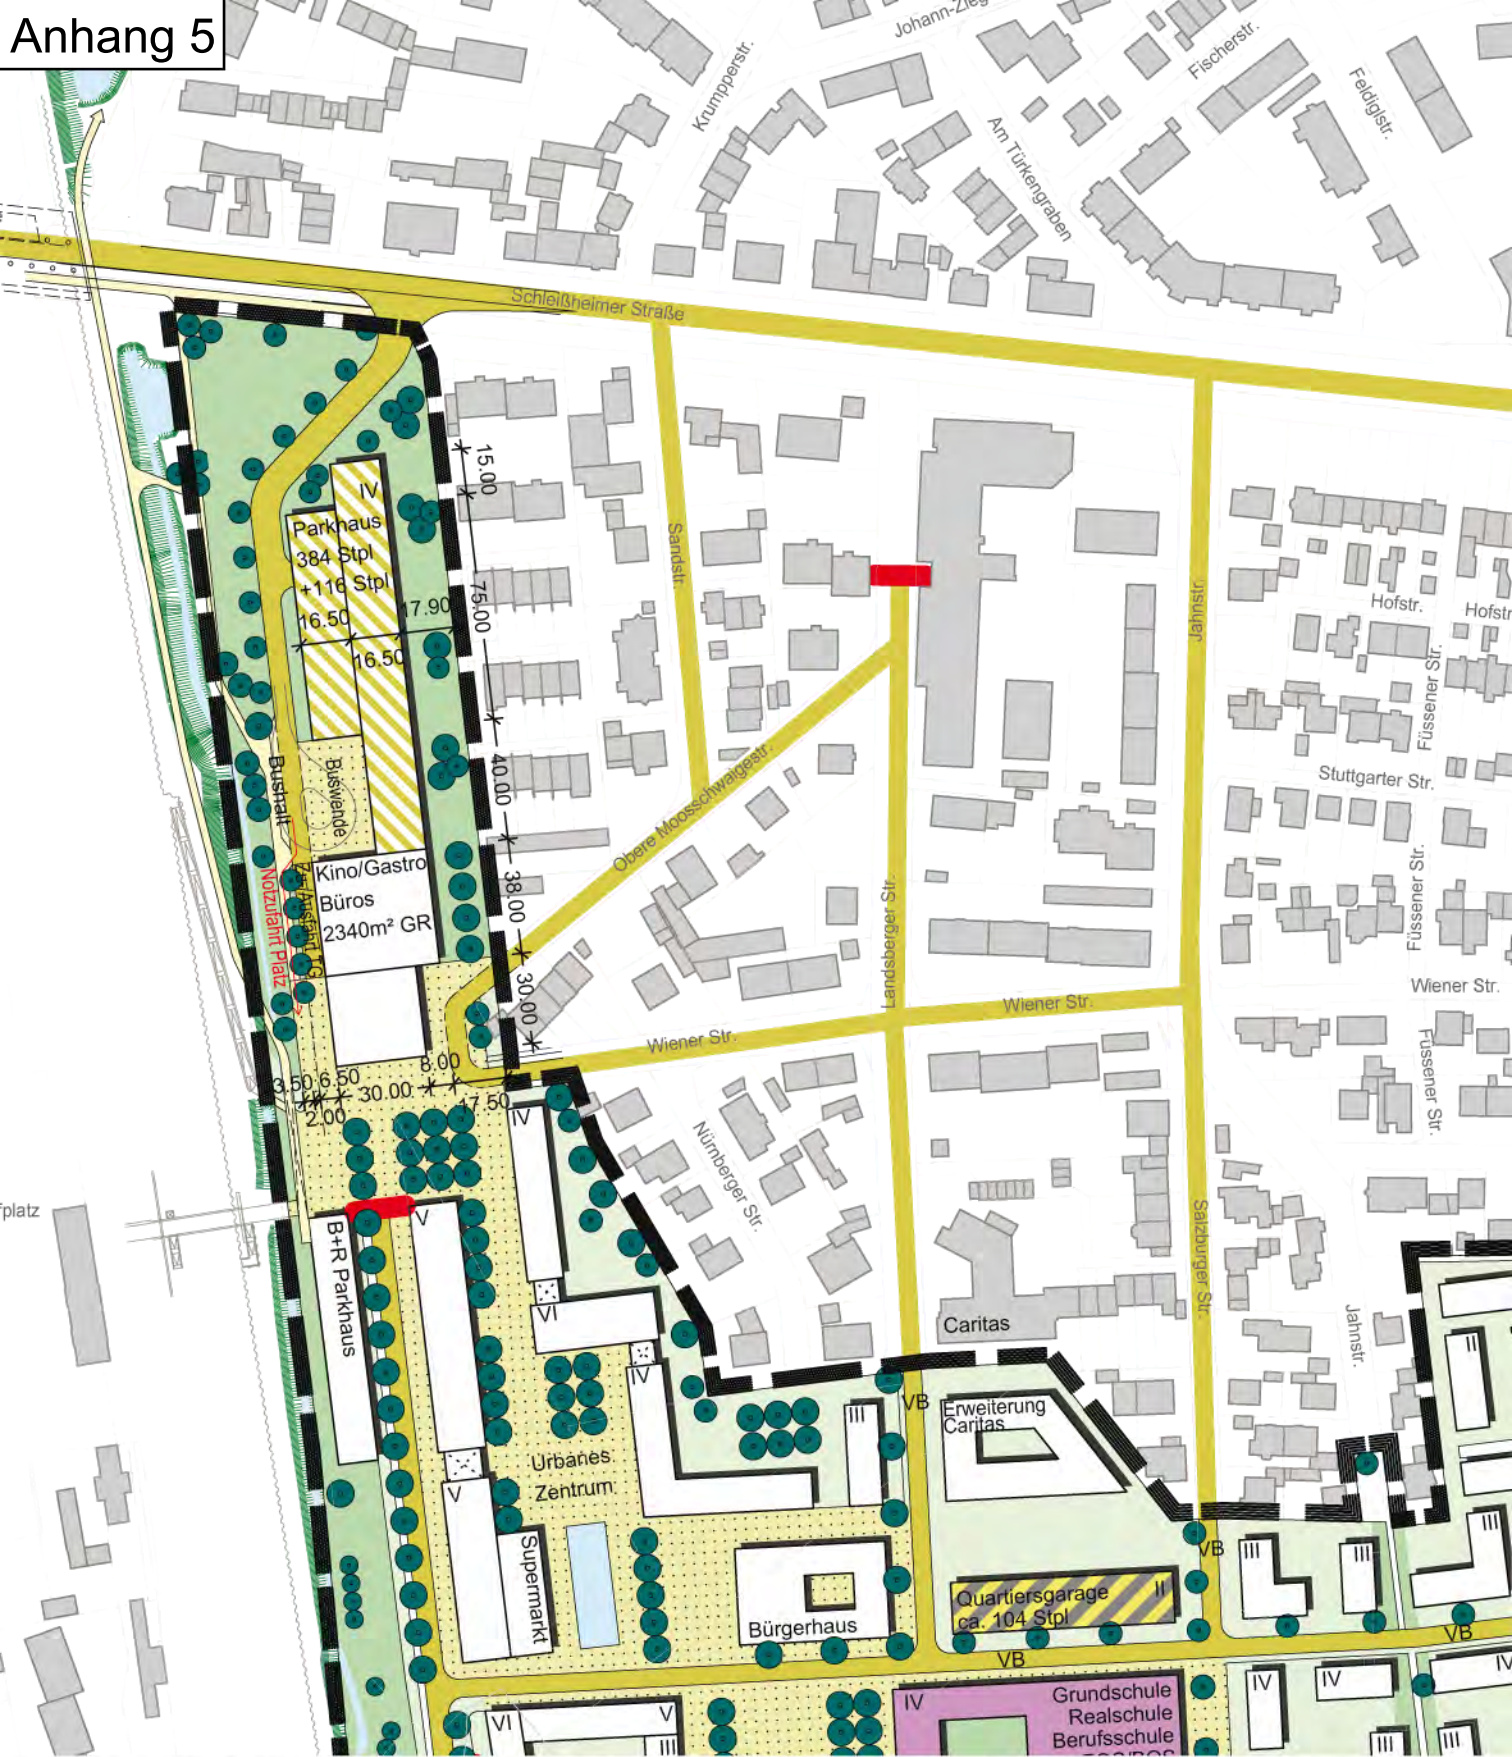 Anhang 5
Johann-Zieg
Fischerstr.
Krumpperstr.
Feldiglstr.
Am Türkengraben
Schleißheimer Straße
IV
Parkhaus
384 Stpl
+116 Stpl
16.50
17.90
16.50
15.00
75.00
40.00
38.00
30.00
Sandstr.
Jahnstr.
Hofstr.
Hofstr
Füssener Str.
Stuttgarter Str.
Füssener Str.
Wiener Str.
Füssener Str.
Bushalt
Buswende
Obere Moosschwaigestr.
Kino/Gastro
Büros
2340m² GR
Notzufahrt Platz
Landsberger Str.
Wiener Str.
Wiener Str.
3.50
6.50
2.00
30.00
8.00
17.50
Nürnberger Str.
fplatz
B+R Parkhaus
V
IV
VI
IV
Salzburger Str.
Jahnstr.
Caritas
Erweiterung
Caritas
VB
III
II
Urbanes
Zentrum
V
Supermarkt
Bürgerhaus
Quartiersgarage
ca. 104 Stpl
II
VB
III
III
III
VB
VB
VI
V
III
IV
Grundschule
Realschule
Berufsschule
IV
IV
IV
III
III